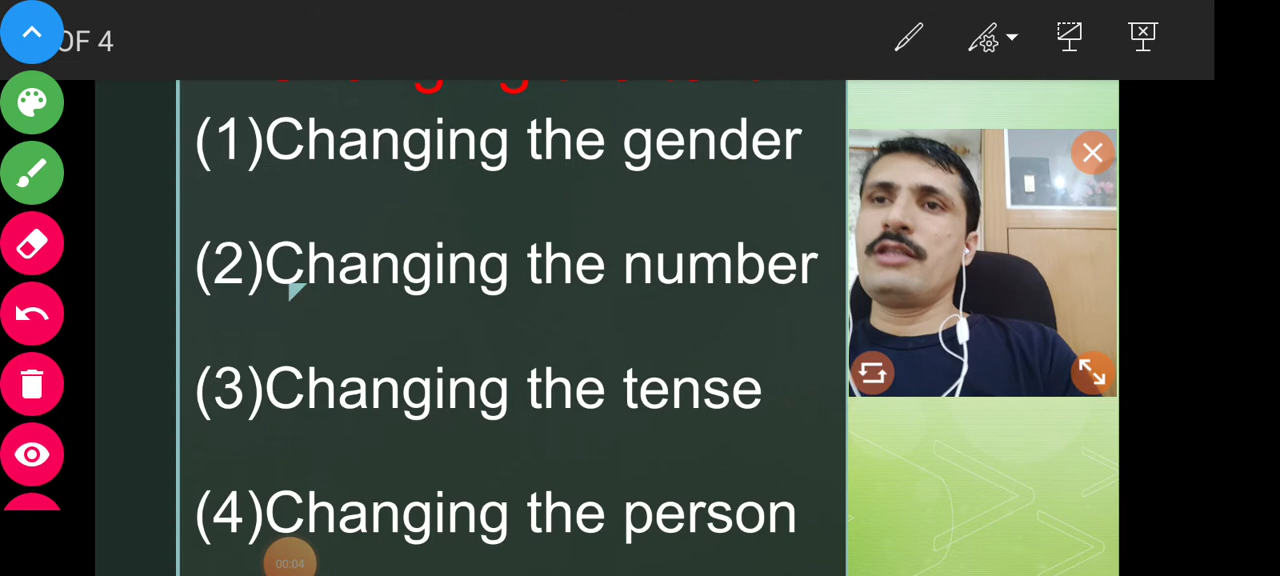 OF 4
(1)Changing the gender
(2)Changing the number
(3)Changing the tense
(4)Changing the person
00:04